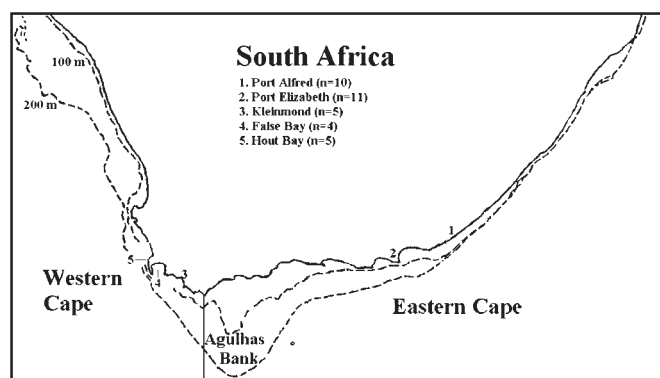 South Africa
1. Port Alfred (n=10)
2. Port Elizabeth (n=11)
3. Kleinmond (n=5)
4. False Bay (n=4)
5. Hout Bay (n=5)
100 m
200 m
1
2
3
4
5
Western
Cape
Eastern Cape
Agulhas
Bank